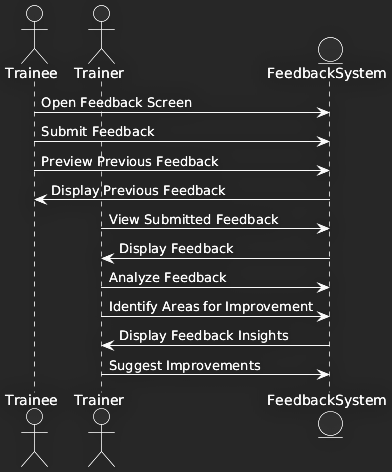 Trainee Trainer FeedbackSystem
Open Feedback Screen
Submit Feedback
Preview Previous Feedback
Display Previous Feedback
View Submitted Feedback
Display Feedback
Analyze Feedback
Identify Areas for Improvement
Display Feedback Insights
Suggest Improvements
Trainee Trainer FeedbackSystem